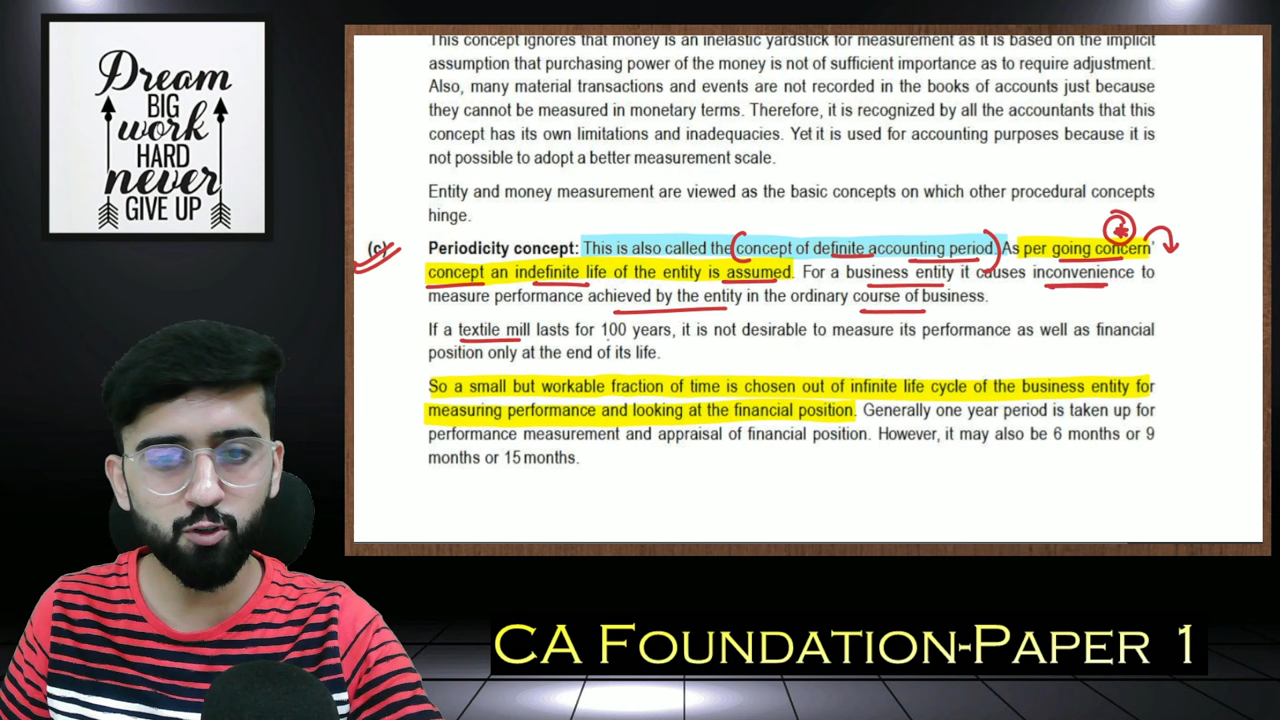 Dream
BIG
work
HARD
never
GIVE UP
This concept ignores that money is an inelastic yardstick for measurement as it is based on the implicit
assumption that purchasing power of the money is not of sufficient importance as to require adjustment.
Also, many material transactions and events are not recorded in the books of accounts just because
they cannot be measured in monetary terms. Therefore, it is recognized by all the accountants that this
concept has its own limitations and inadequacies. Yet it is used for accounting purposes because it is
not possible to adopt a better measurement scale.
Entity and money measurement are viewed as the basic concepts on which other procedural concepts
hinge.
(c) Periodicity concept: This is also called the concept of definite accounting period. As per 'going concern'
concept an indefinite life of the entity is assumed. For a business entity it causes inconvenience to
measure performance achieved by the entity in the ordinary course of business.
If a textile mill lasts for 100 years, it is not desirable to measure its performance as well as financial
position only at the end of its life.
So a small but workable fraction of time is chosen out of infinite life cycle of the business entity for
measuring performance and looking at the financial position. Generally one year period is taken up for
performance measurement and appraisal of financial position. However, it may also be 6 months or 9
months or 15 months.
CA Foundation-Paper 1